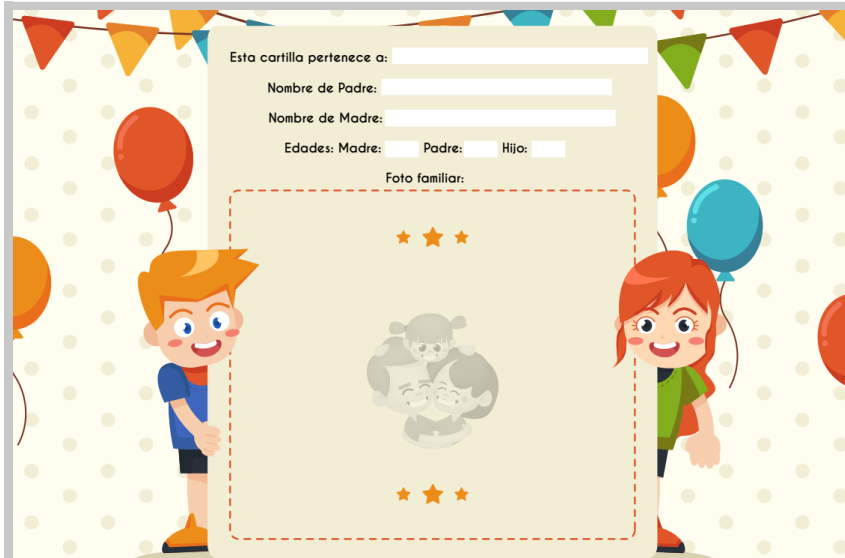 Esta cartilla pertenece a:
Nombre de Padre:
Nombre de Madre:
Edades: Madre: Padre: Hijo:
Foto familiar: